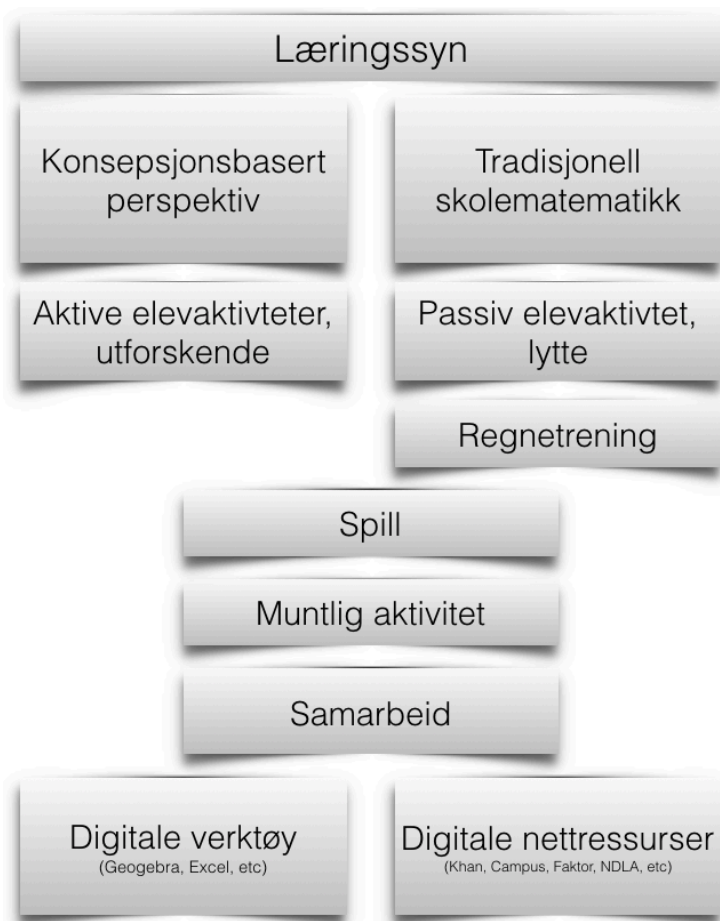 Læringssyn
Konsepsjonsbasert
perspektiv
Tradisjonell
skolematematikk
Aktive elevaktivteter,
utforskende
Passiv elevaktivtet,
lytte
Regnetrening
Spill
Muntlig aktivitet
Samarbeid
Digitale verktøy
(Geogebra, Excel, etc)
Digitale nettressurser
(Khan, Campus, Faktor, NDLA, etc)